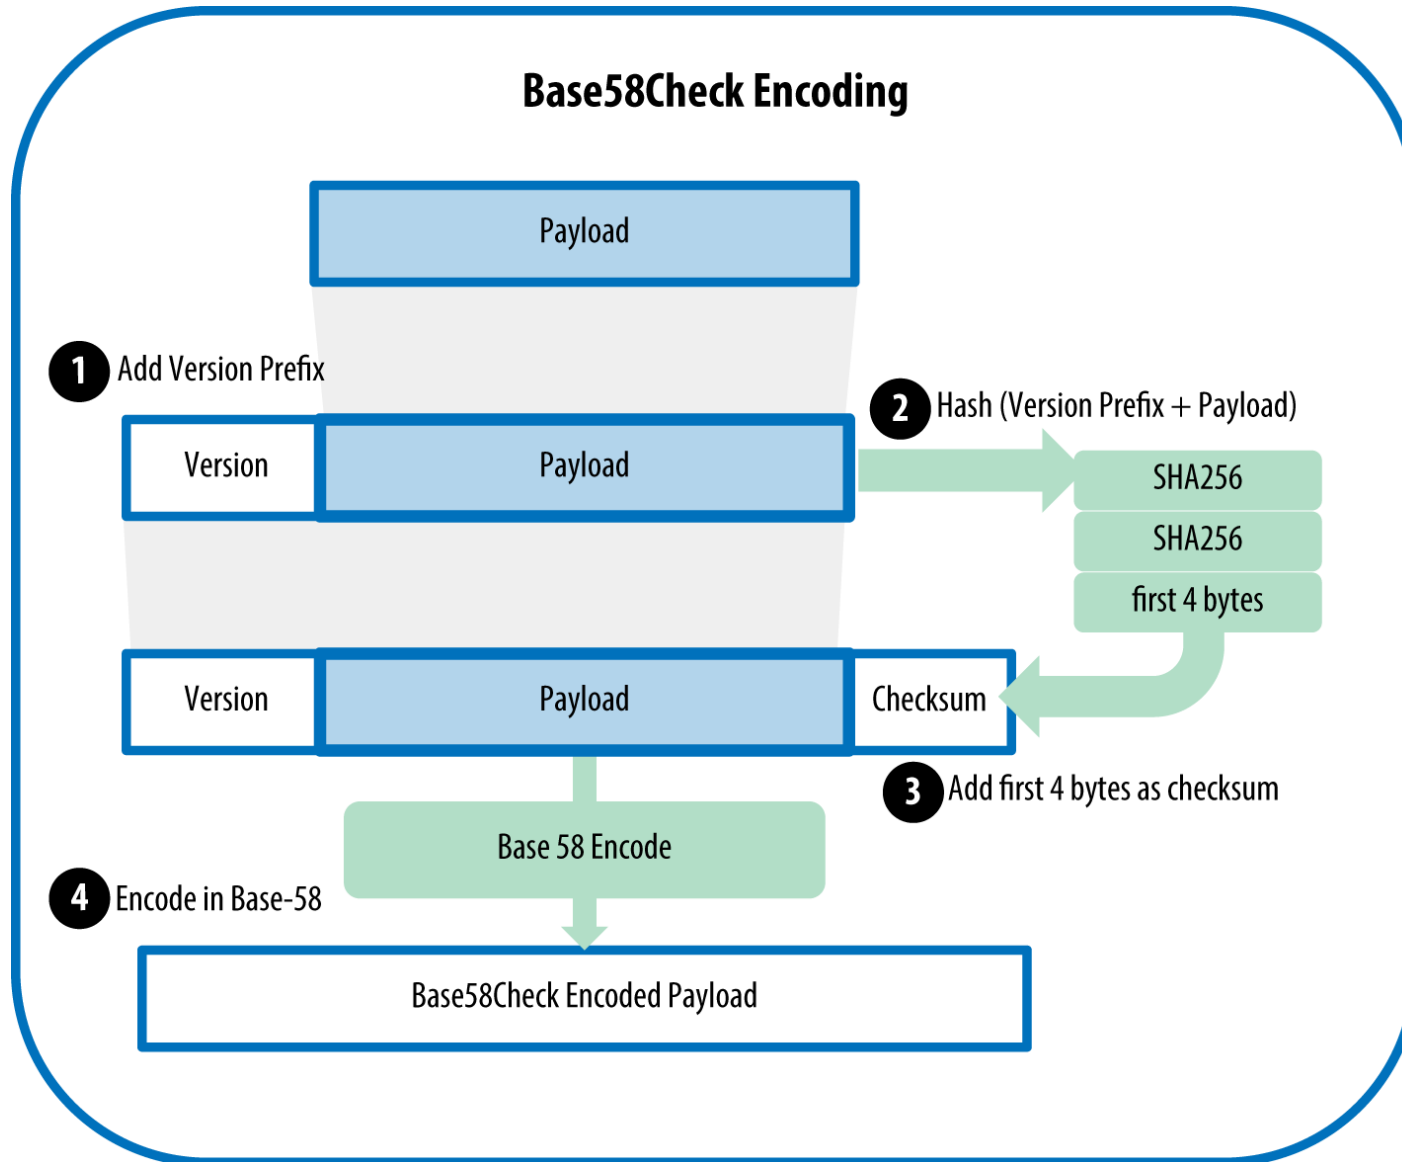 Base58Check Encoding
Payload
1 Add Version Prefix
2 Hash (Version Prefix + Payload)
Version Payload SHA256
SHA256
first 4 bytes
Version Payload Checksum
3 Add first 4 bytes as checksum
Base 58 Encode
4 Encode in Base-58
Base58Check Encoded Payload